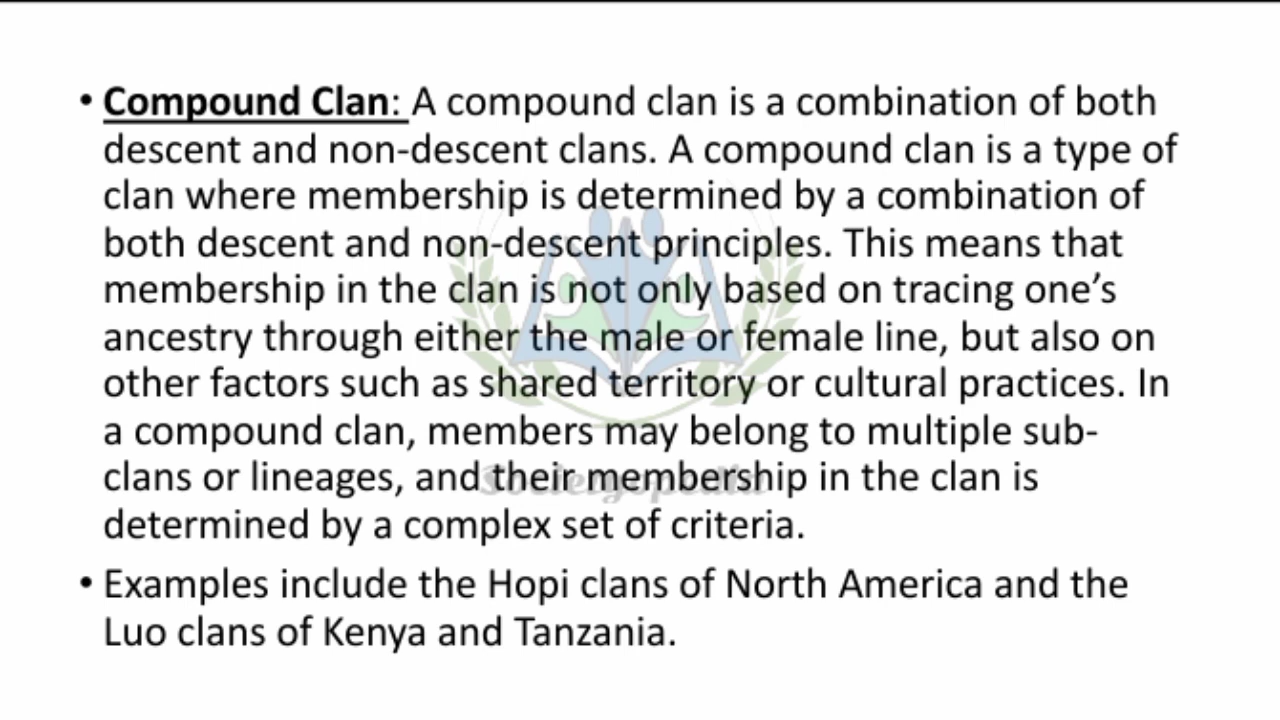 • Compound Clan: A compound clan is a combination of both
descent and non-descent clans. A compound clan is a type of
clan where membership is determined by a combination of
both descent and non-descent principles. This means that
membership in the clan is not only based on tracing one’s
ancestry through either the male or female line, but also on
other factors such as shared territory or cultural practices. In
a compound clan, members may belong to multiple sub-
clans or lineages, and their membership in the clan is
determined by a complex set of criteria.
• Examples include the Hopi clans of North America and the
Luo clans of Kenya and Tanzania.